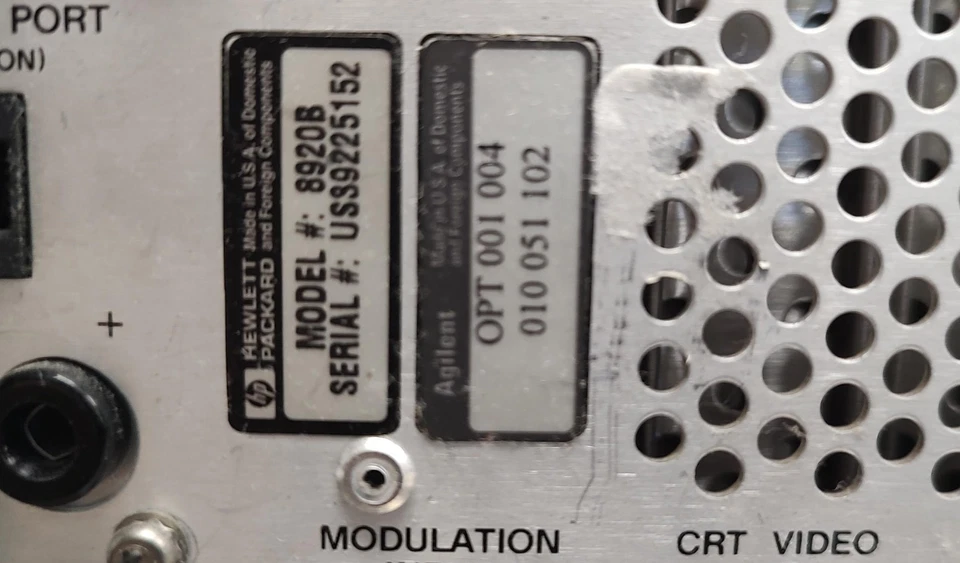 PORT
ON)
+
hp HEWLETT Made in U.S.A. of Domestic
PACKARD and Foreign Components
MODEL #: 8920B
SERIAL #: US39225152
Agilent Made in U.S.A. of Domestic
and Foreign Components
OPT 001 004
010 051 102
MODULATION
CRT VIDEO